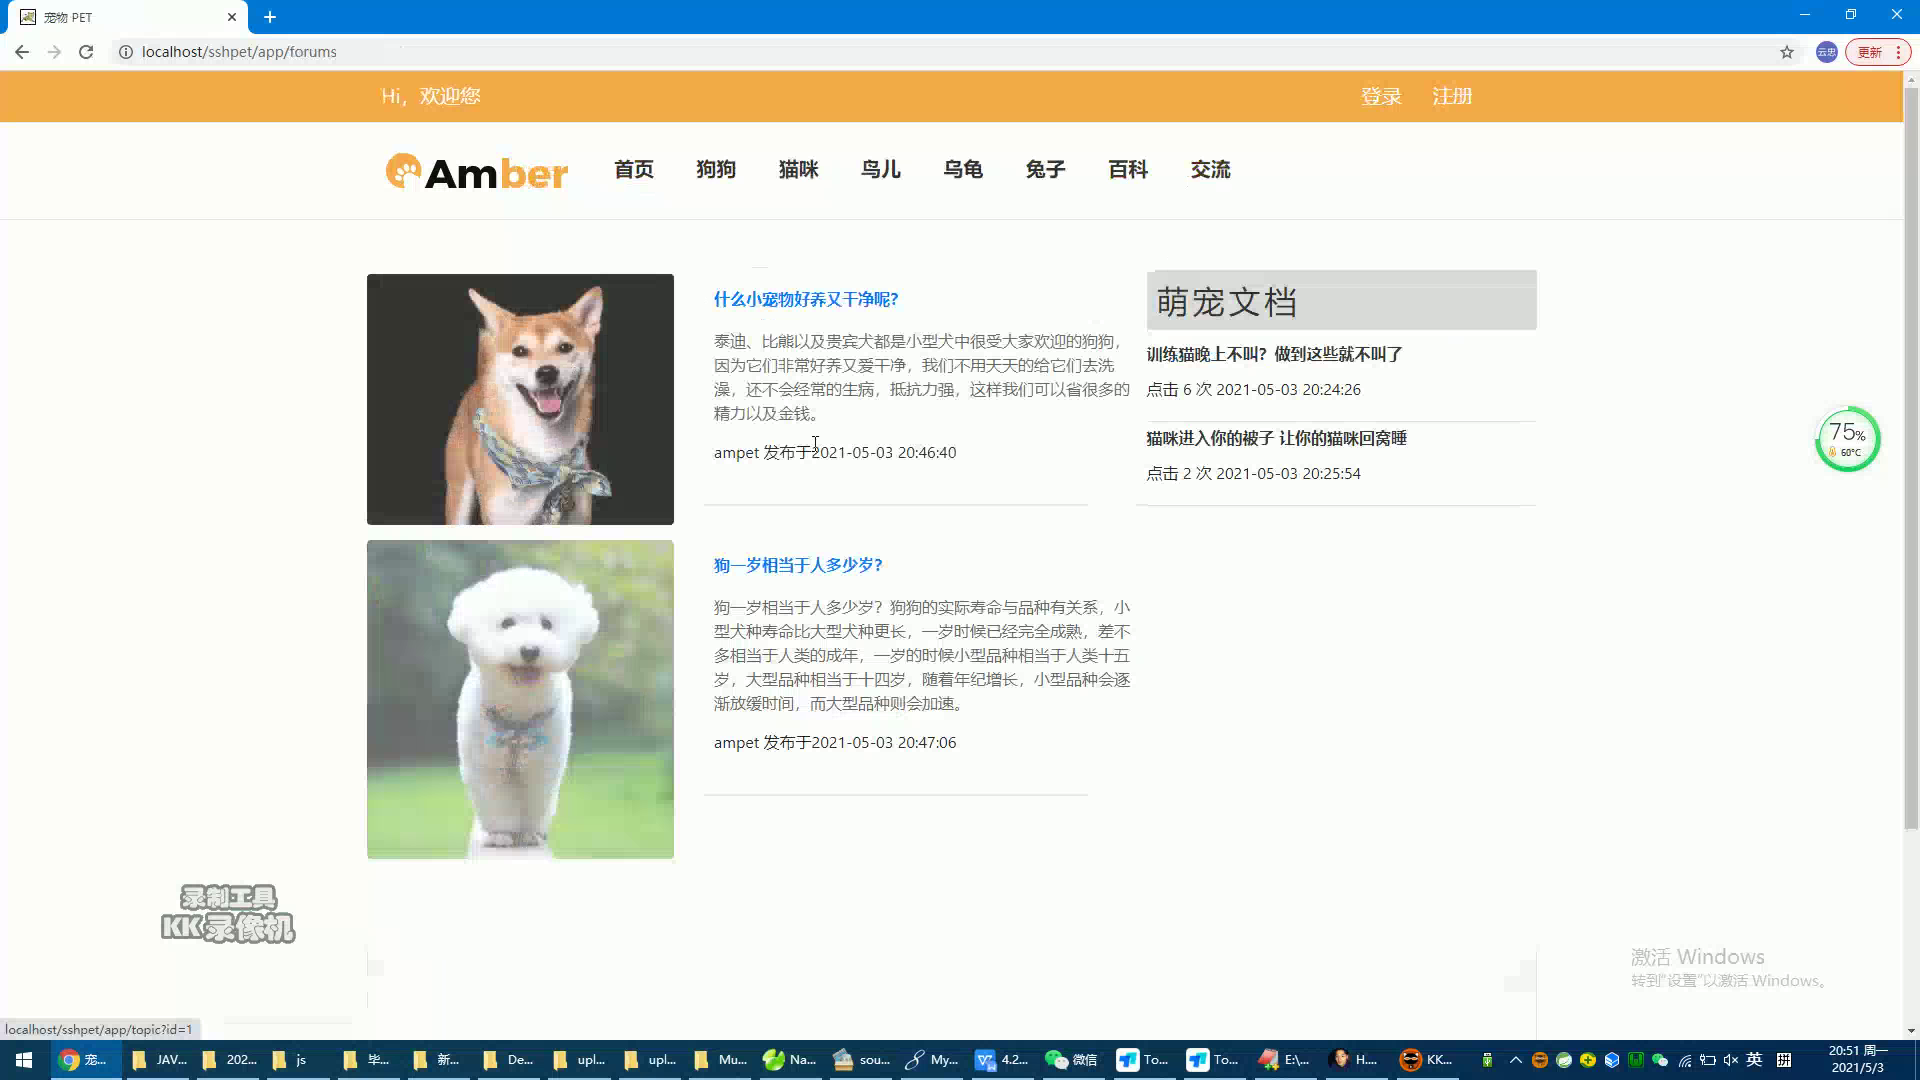 宠物 PET
localhost/sshpet/app/forums
云忠
更新
Hi，欢迎您
登录
注册
Amber
首页
狗狗
猫咪
鸟儿
乌龟
兔子
百科
交流
什么小宠物好养又干净呢?
泰迪、比熊以及贵宾犬都是小型犬中很受大家欢迎的狗狗，
因为它们非常好养又爱干净，我们不用天天的给它们去洗
澡，还不会经常的生病，抵抗力强，这样我们可以省很多的
精力以及金钱。
ampet 发布于2021-05-03 20:46:40
狗一岁相当于人多少岁?
狗一岁相当于人多少岁？狗狗的实际寿命与品种有关系，小
型犬种寿命比大型犬种更长，一岁时候已经完全成熟，差不
多相当于人类的成年，一岁的时候小型品种相当于人类十五
岁，大型品种相当于十四岁，随着年纪增长，小型品种会逐
渐放缓时间，而大型品种则会加速。
ampet 发布于2021-05-03 20:47:06
萌宠文档
训练猫晚上不叫？做到这些就不叫了
点击 6 次 2021-05-03 20:24:26
猫咪进入你的被子 让你的猫咪回窝睡
点击 2 次 2021-05-03 20:25:54
75%
60°C
录制工具
KK录像机
激活 Windows
转到"设置"以激活 Windows。
localhost/sshpet/app/topic?id=1
宠...
JAV...
202...
js
毕...
新...
De...
upl...
upl...
Mu...
Na...
sou...
My...
4.2...
微信
To...
To...
E:\...
H...
KK...
英
拼
20:51 周一
2021/5/3